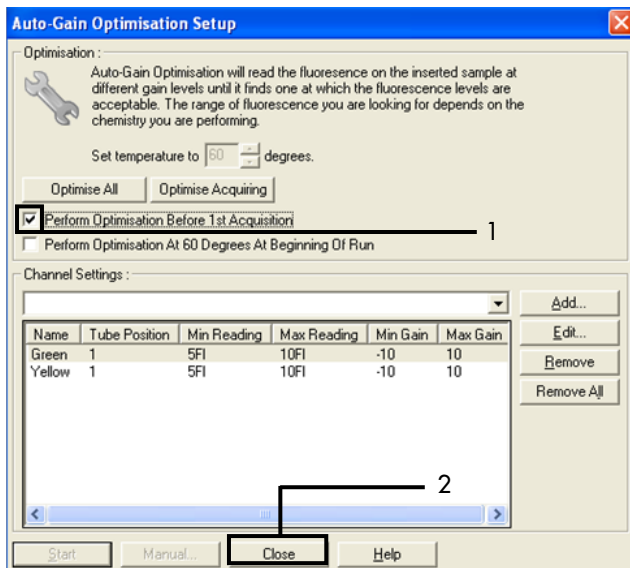 Auto-Gain Optimisation Setup
Optimisation :
Auto-Gain Optimisation will read the fluoresence on the inserted sample at
different gain levels until it finds one at which the fluorescence levels are
acceptable. The range of fluorescence you are looking for depends on the
chemistry you are performing.
Set temperature to 60 degrees.
Optimise All Optimise Acquiring
Perform Optimisation Before 1st Acquisition
1
Perform Optimisation At 60 Degrees At Beginning Of Run
Channel Settings :
Add...
Name Tube Position Min Reading Max Reading Min Gain Max Gain
Edit...
Green 1 5Fl 10Fl -10 10
Remove
Yellow 1 5Fl 10Fl -10 10
Remove All
2
Start Manual... Close Help